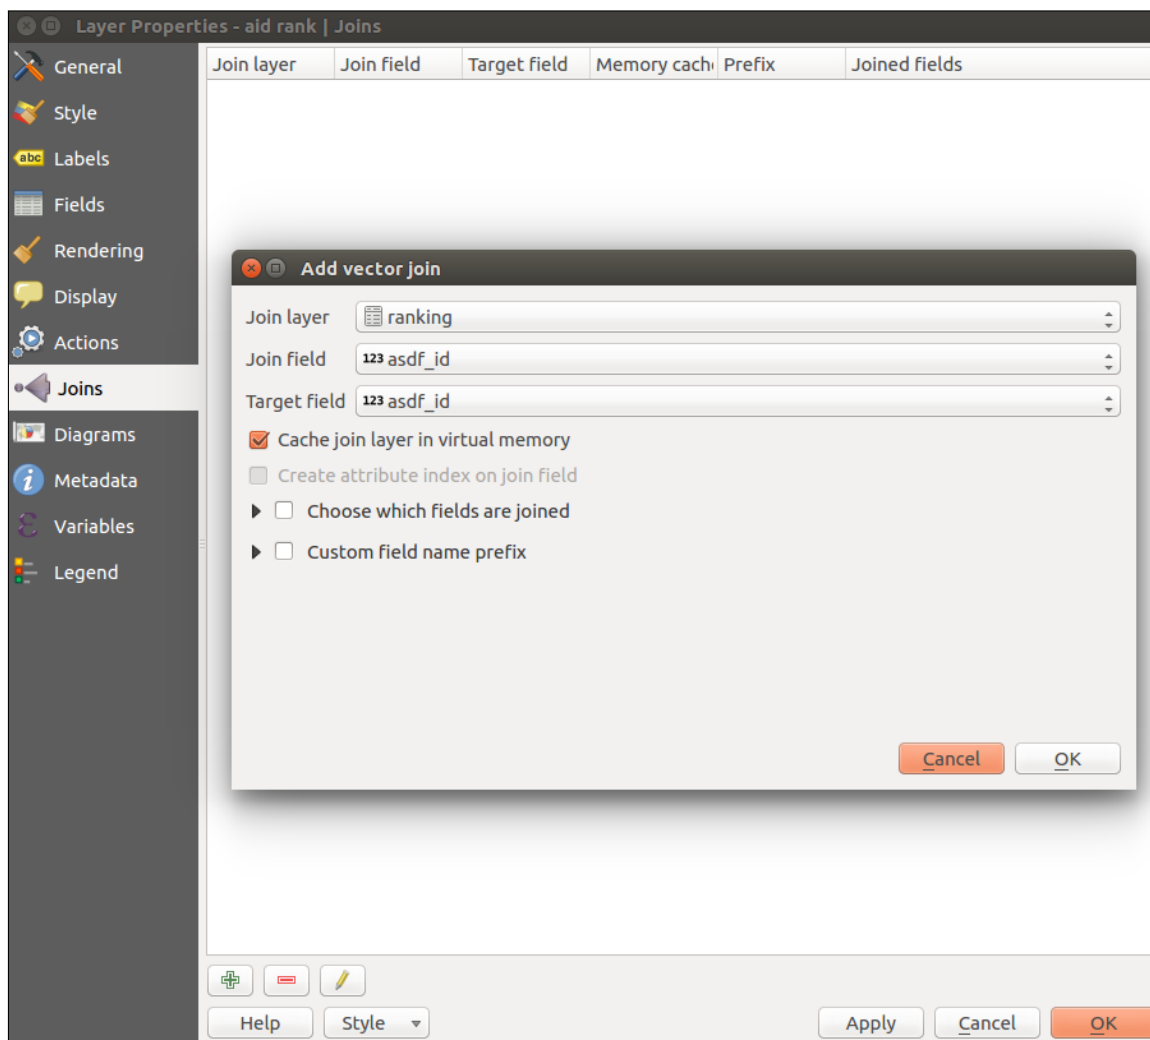 Layer Properties - aid rank | Joins
General
Style
abc Labels
Fields
Rendering
Display
Actions
Joins
Diagrams
Metadata
Variables
Legend
Join layer Join field Target field Memory cach Prefix Joined fields
Add vector join
Join layer ranking
Join field 123 asdf_id
Target field 123 asdf_id
Cache join layer in virtual memory
Create attribute index on join field
Choose which fields are joined
Custom field name prefix
Cancel OK
Help Style Apply Cancel OK